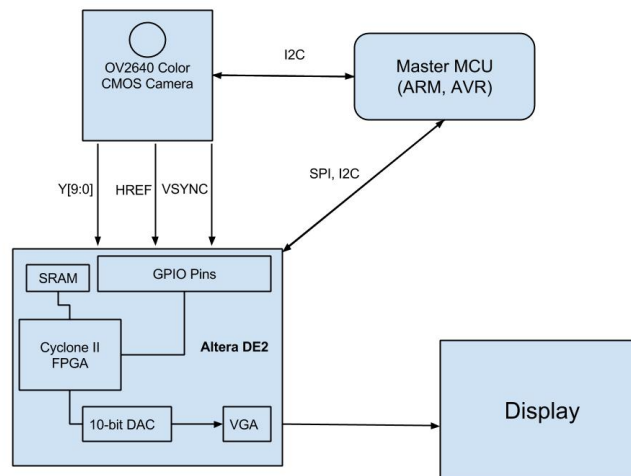 OV2640 Color
CMOS Camera
I2C
Master MCU
(ARM, AVR)
SPI, I2C
Y[9:0]
HREF
VSYNC
SRAM
GPIO Pins
Cyclone II
FPGA
Altera DE2
10-bit DAC
VGA
Display